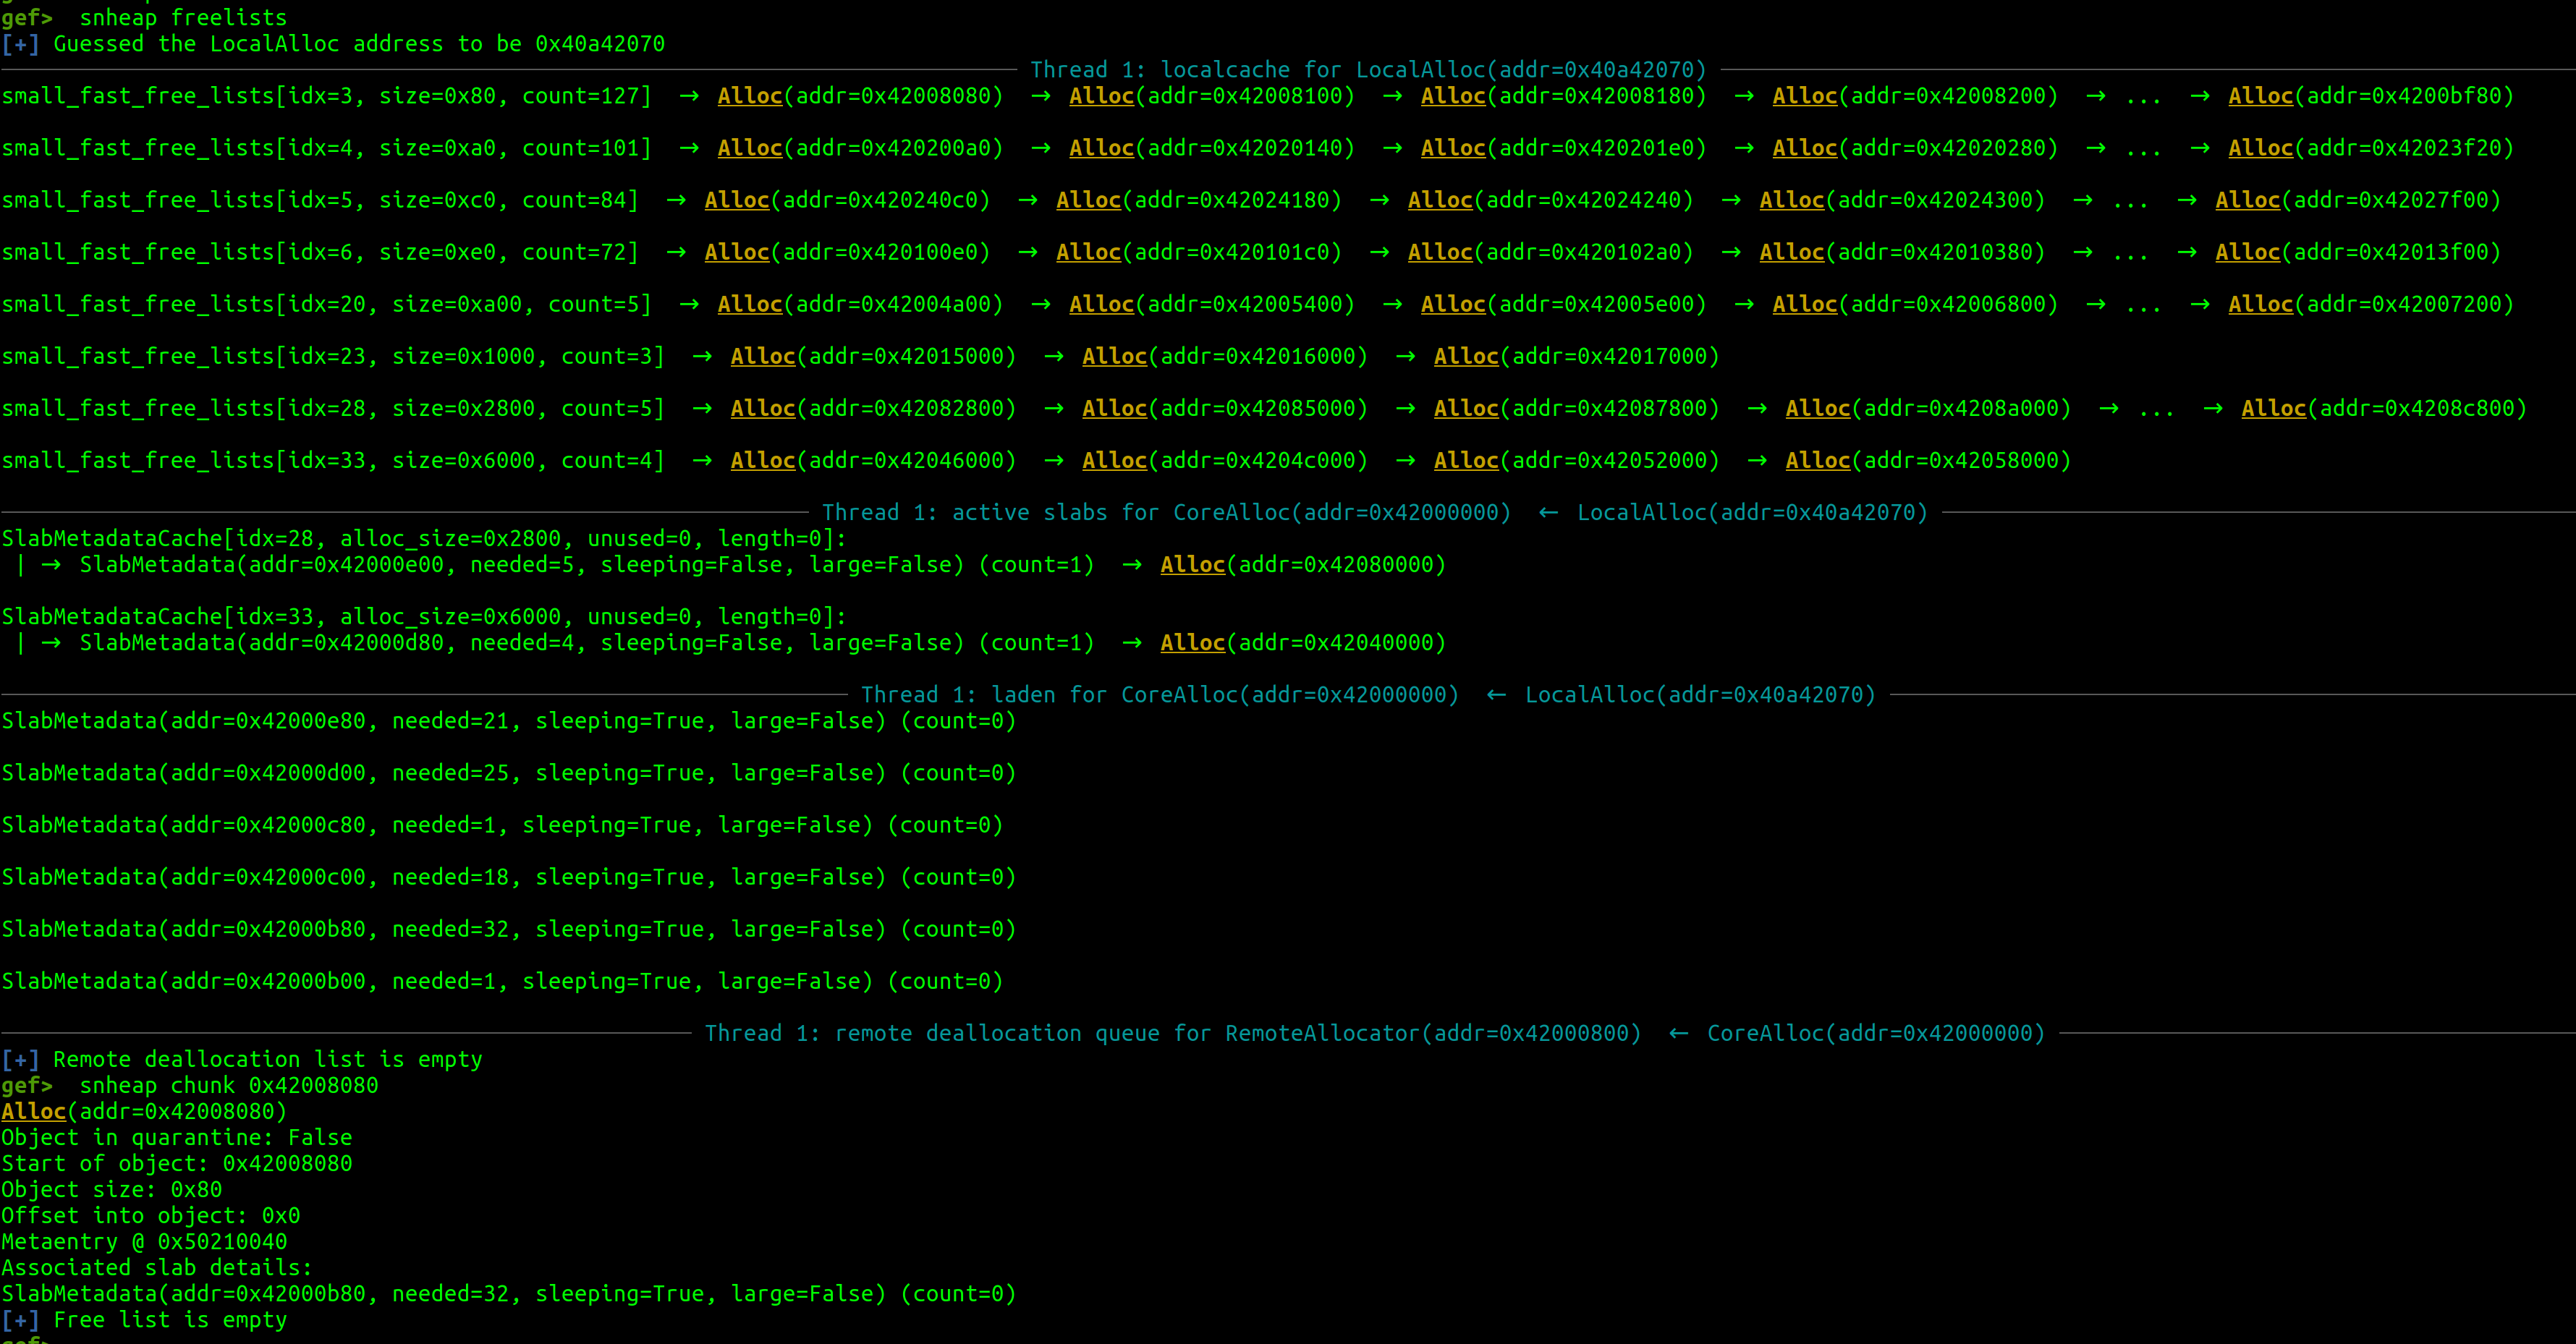 gef> snheap freelists
[+] Guessed the LocalAlloc address to be 0x40a42070
Thread 1: localcache for LocalAlloc(addr=0x40a42070)
small_fast_free_lists[idx=3, size=0x80, count=127] → Alloc(addr=0x42008080) → Alloc(addr=0x42008100) → Alloc(addr=0x42008180) → Alloc(addr=0x42008200) → ... → Alloc(addr=0x4200bf80)
small_fast_free_lists[idx=4, size=0xa0, count=101] → Alloc(addr=0x420200a0) → Alloc(addr=0x42020140) → Alloc(addr=0x420201e0) → Alloc(addr=0x42020280) → ... → Alloc(addr=0x42023f20)
small_fast_free_lists[idx=5, size=0xc0, count=84] → Alloc(addr=0x420240c0) → Alloc(addr=0x42024180) → Alloc(addr=0x42024240) → Alloc(addr=0x42024300) → ... → Alloc(addr=0x42027f00)
small_fast_free_lists[idx=6, size=0xe0, count=72] → Alloc(addr=0x420100e0) → Alloc(addr=0x420101c0) → Alloc(addr=0x420102a0) → Alloc(addr=0x42010380) → ... → Alloc(addr=0x42013f00)
small_fast_free_lists[idx=20, size=0xa00, count=5] → Alloc(addr=0x42004a00) → Alloc(addr=0x42005400) → Alloc(addr=0x42005e00) → Alloc(addr=0x42006800) → ... → Alloc(addr=0x42007200)
small_fast_free_lists[idx=23, size=0x1000, count=3] → Alloc(addr=0x42015000) → Alloc(addr=0x42016000) → Alloc(addr=0x42017000)
small_fast_free_lists[idx=28, size=0x2800, count=5] → Alloc(addr=0x42082800) → Alloc(addr=0x42085000) → Alloc(addr=0x42087800) → Alloc(addr=0x4208a000) → ... → Alloc(addr=0x4208c800)
small_fast_free_lists[idx=33, size=0x6000, count=4] → Alloc(addr=0x42046000) → Alloc(addr=0x4204c000) → Alloc(addr=0x42052000) → Alloc(addr=0x42058000)
Thread 1: active slabs for CoreAlloc(addr=0x42000000) ← LocalAlloc(addr=0x40a42070)
SlabMetadataCache[idx=28, alloc_size=0x2800, unused=0, length=0]:
| → SlabMetadata(addr=0x42000e00, needed=5, sleeping=False, large=False) (count=1) → Alloc(addr=0x42080000)
SlabMetadataCache[idx=33, alloc_size=0x6000, unused=0, length=0]:
| → SlabMetadata(addr=0x42000d80, needed=4, sleeping=False, large=False) (count=1) → Alloc(addr=0x42040000)
Thread 1: laden for CoreAlloc(addr=0x42000000) ← LocalAlloc(addr=0x40a42070)
SlabMetadata(addr=0x42000e80, needed=21, sleeping=True, large=False) (count=0)
SlabMetadata(addr=0x42000d00, needed=25, sleeping=True, large=False) (count=0)
SlabMetadata(addr=0x42000c80, needed=1, sleeping=True, large=False) (count=0)
SlabMetadata(addr=0x42000c00, needed=18, sleeping=True, large=False) (count=0)
SlabMetadata(addr=0x42000b80, needed=32, sleeping=True, large=False) (count=0)
SlabMetadata(addr=0x42000b00, needed=1, sleeping=True, large=False) (count=0)
Thread 1: remote deallocation queue for RemoteAllocator(addr=0x42000800) ← CoreAlloc(addr=0x42000000)
[+] Remote deallocation list is empty
gef> snheap chunk 0x42008080
Alloc(addr=0x42008080)
Object in quarantine: False
Start of object: 0x42008080
Object size: 0x80
Offset into object: 0x0
Metaentry @ 0x50210040
Associated slab details:
SlabMetadata(addr=0x42000b80, needed=32, sleeping=True, large=False) (count=0)
[+] Free list is empty
gef>